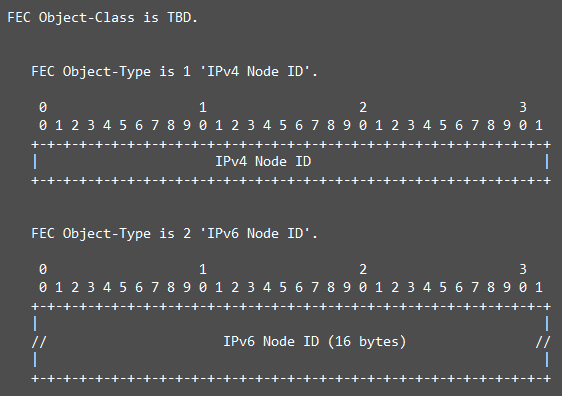 FEC Object-Class is TBD.
FEC Object-Type is 1 'IPv4 Node ID'.
0                   1                   2                   3
0 1 2 3 4 5 6 7 8 9 0 1 2 3 4 5 6 7 8 9 0 1 2 3 4 5 6 7 8 9 0 1
+-+-+-+-+-+-+-+-+-+-+-+-+-+-+-+-+-+-+-+-+-+-+-+-+-+-+-+-+-+-+-+-+
|                      IPv4 Node ID                             |
+-+-+-+-+-+-+-+-+-+-+-+-+-+-+-+-+-+-+-+-+-+-+-+-+-+-+-+-+-+-+-+-+
FEC Object-Type is 2 'IPv6 Node ID'.
0                   1                   2                   3
0 1 2 3 4 5 6 7 8 9 0 1 2 3 4 5 6 7 8 9 0 1 2 3 4 5 6 7 8 9 0 1
+-+-+-+-+-+-+-+-+-+-+-+-+-+-+-+-+-+-+-+-+-+-+-+-+-+-+-+-+-+-+-+-+
|                                                               |
//                      IPv6 Node ID (16 bytes)                //
|                                                               |
+-+-+-+-+-+-+-+-+-+-+-+-+-+-+-+-+-+-+-+-+-+-+-+-+-+-+-+-+-+-+-+-+